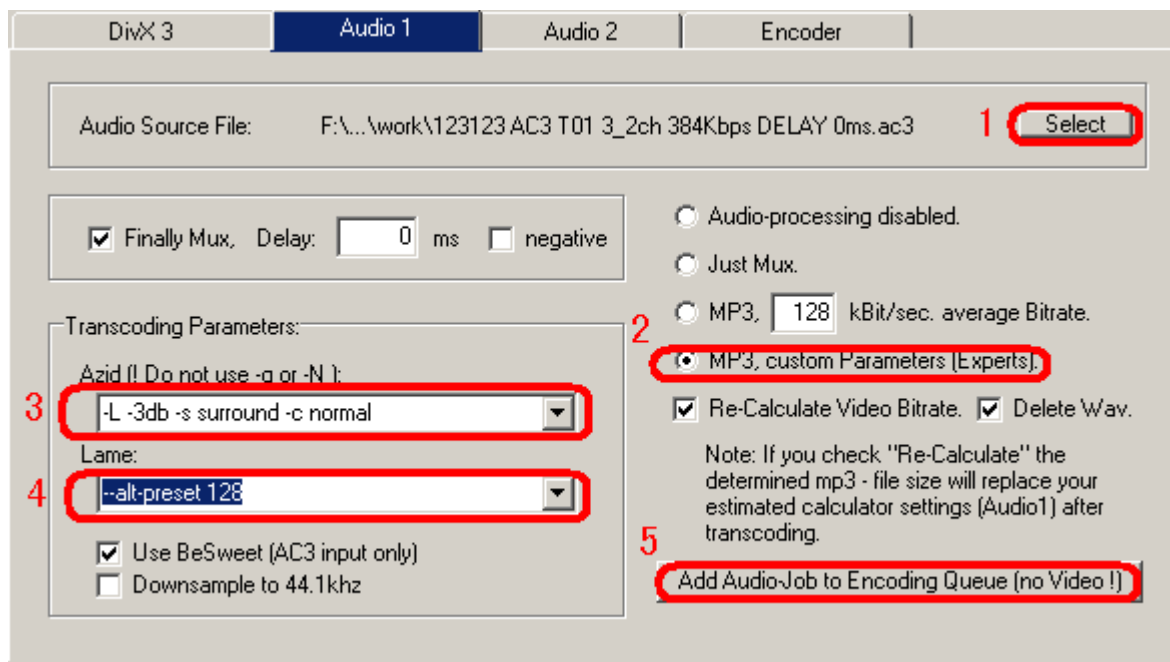 DivX 3
Audio 1
Audio 2
Encoder
Audio Source File:
F:\...\work\123123 AC3 T01 3_2ch 384Kbps DELAY 0ms.ac3
1
Select
Finally Mux, Delay: 0 ms
negative
Audio-processing disabled.
Just Mux.
MP3, 128 kBit/sec. average Bitrate.
2
MP3, custom Parameters (Experts).
Re-Calculate Video Bitrate.
Delete Wav.
Note: If you check "Re-Calculate" the
determined mp3 - file size will replace your
estimated calculator settings (Audio1) after
transcoding.
Transcoding Parameters:
Azid (! Do not use -g or -N ):
3
-L -3db -s surround -c normal
Lame:
4
--alt-preset 128
Use BeSweet (AC3 input only)
Downsample to 44.1khz
5
Add Audio-Job to Encoding Queue (no Video !)